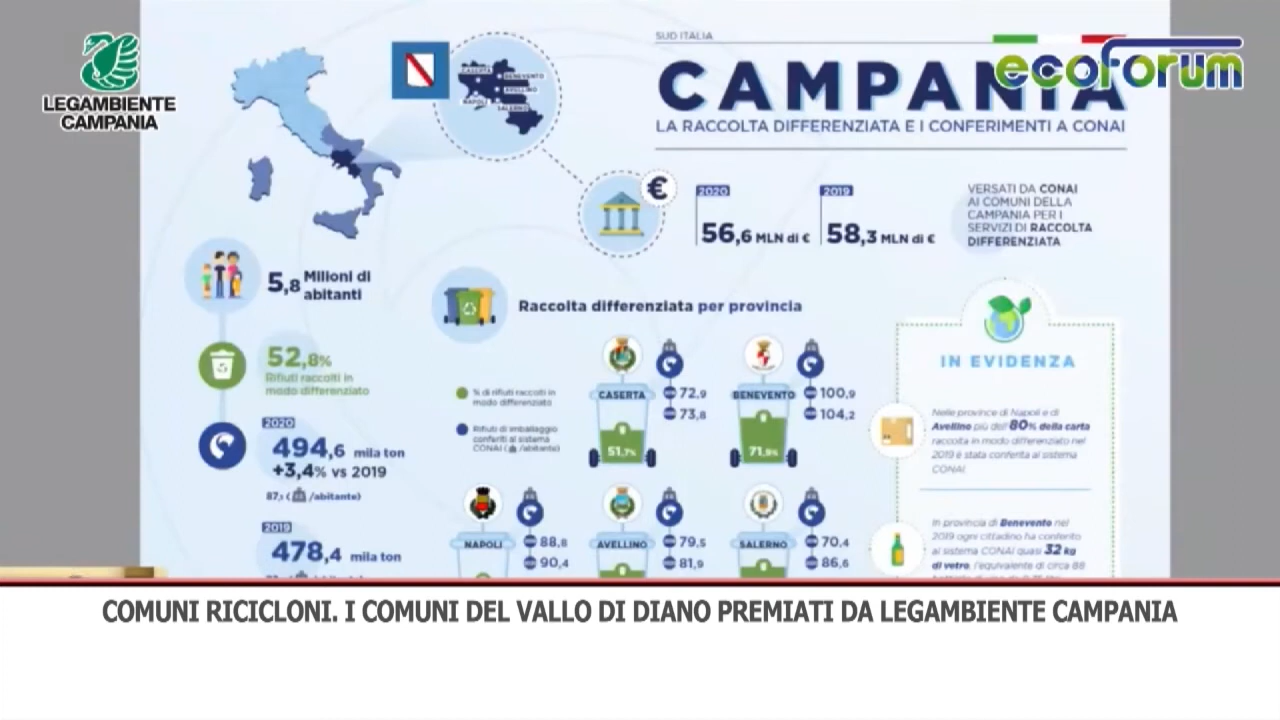 LEGAMBIENTE
CAMPANIA
SUD ITALIA
ecoforum
CAMPANIA
LA RACCOLTA DIFFERENZIATA E I CONFERIMENTI A CONAI
CASERTA
BENEVENTO
AVELLINO
NAPOLI
SALERNO
€
2020
56,6 MLN di €
2019
58,3 MLN di €
VERSATI DA CONAI
AI COMUNI DELLA
CAMPANIA PER I
SERVIZI DI RACCOLTA
DIFFERENZIATA
5,8 Milioni di
abitanti
52,8%
Rifiuti raccolti in
modo differenziato
2020
494,6 mila ton
+3,4% vs 2019
87,1 ( /abitante)
2019
478,4 mila ton
Raccolta differenziata per provincia
% di rifiuti raccolti in
modo differenziato
Rifiuti di imballaggio
conferiti al sistema
CONAI ( /abitante)
CASERTA
51,7%
72,9
73,8
BENEVENTO
71,9%
100,9
104,2
NAPOLI
88,8
90,4
AVELLINO
79,5
81,9
SALERNO
70,4
86,6
IN EVIDENZA
Nelle province di Napoli e di
Avellino più dell'80% della carta
raccolta in modo differenziato nel
2019 è stata conferita al sistema
CONAI
In provincia di Benevento nel
2019 ogni cittadino ha conferito
al sistema CONAI quasi 32 kg
di vetro, l'equivalente di circa 88
COMUNI RICICLONI. I COMUNI DEL VALLO DI DIANO PREMIATI DA LEGAMBIENTE CAMPANIA